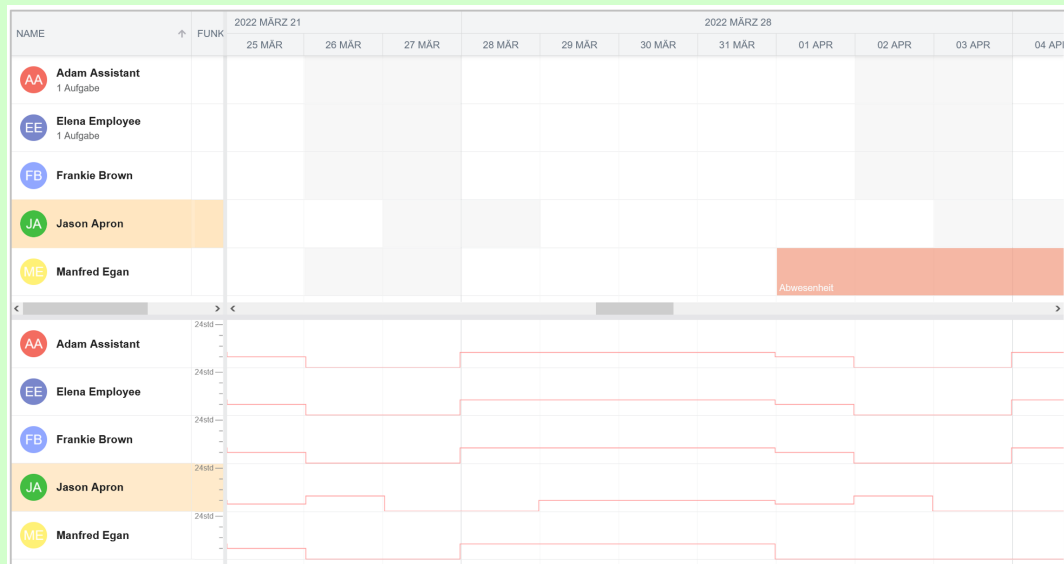 NAME
FUNK
2022 MÄRZ 21
2022 MÄRZ 28
25 MÄR
26 MÄR
27 MÄR
28 MÄR
29 MÄR
30 MÄR
31 MÄR
01 APR
02 APR
03 APR
04 APR
AA
Adam Assistant
1 Aufgabe
EE
Elena Employee
1 Aufgabe
FB
Frankie Brown
JA
Jason Apron
ME
Manfred Egan
Abwesenheit
24std
AA
Adam Assistant
24std
EE
Elena Employee
24std
FB
Frankie Brown
24std
JA
Jason Apron
24std
ME
Manfred Egan